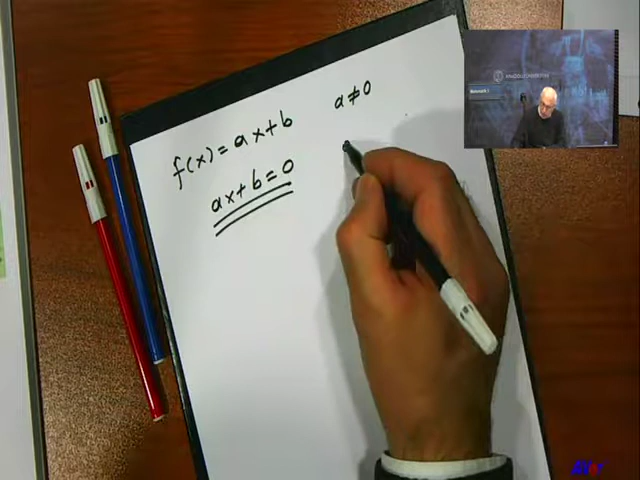 f(x) = ax+b a≠0
ax+b=0